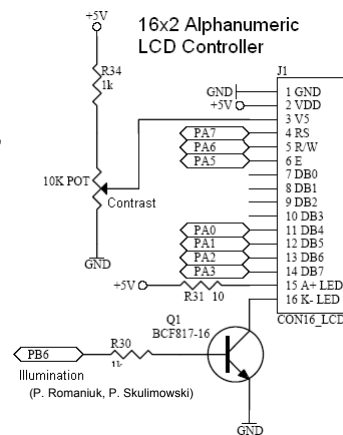 +5V
16x2 Alphanumeric
LCD Controller
R34
1k
10K POT
Contrast
GND
J1
GND 1 GND
+5V 2 VDD
3 V5
PA7 4 RS
PA6 5 R/W
PA5 6 E
7 DB0
8 DB1
9 DB2
10 DB3
PA0 11 DB4
PA1 12 DB5
PA2 13 DB6
PA3 14 DB7
+5V 15 A+ LED
R31 10
16 K- LED
CON16_LCD
Q1
BCF817-16
PB6
R30
Illumination
(P. Romaniuk, P. Skulimowski)
GND